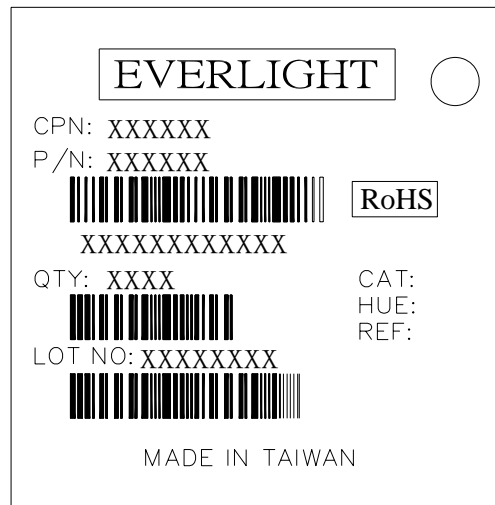 EVERLIGHT
CPN: XXXXXX
P/N: XXXXXX
RoHS
XXXXXXXXXXXX
QTY: XXXX
CAT:
HUE:
REF:
LOT NO: XXXXXXXX
MADE IN TAIWAN